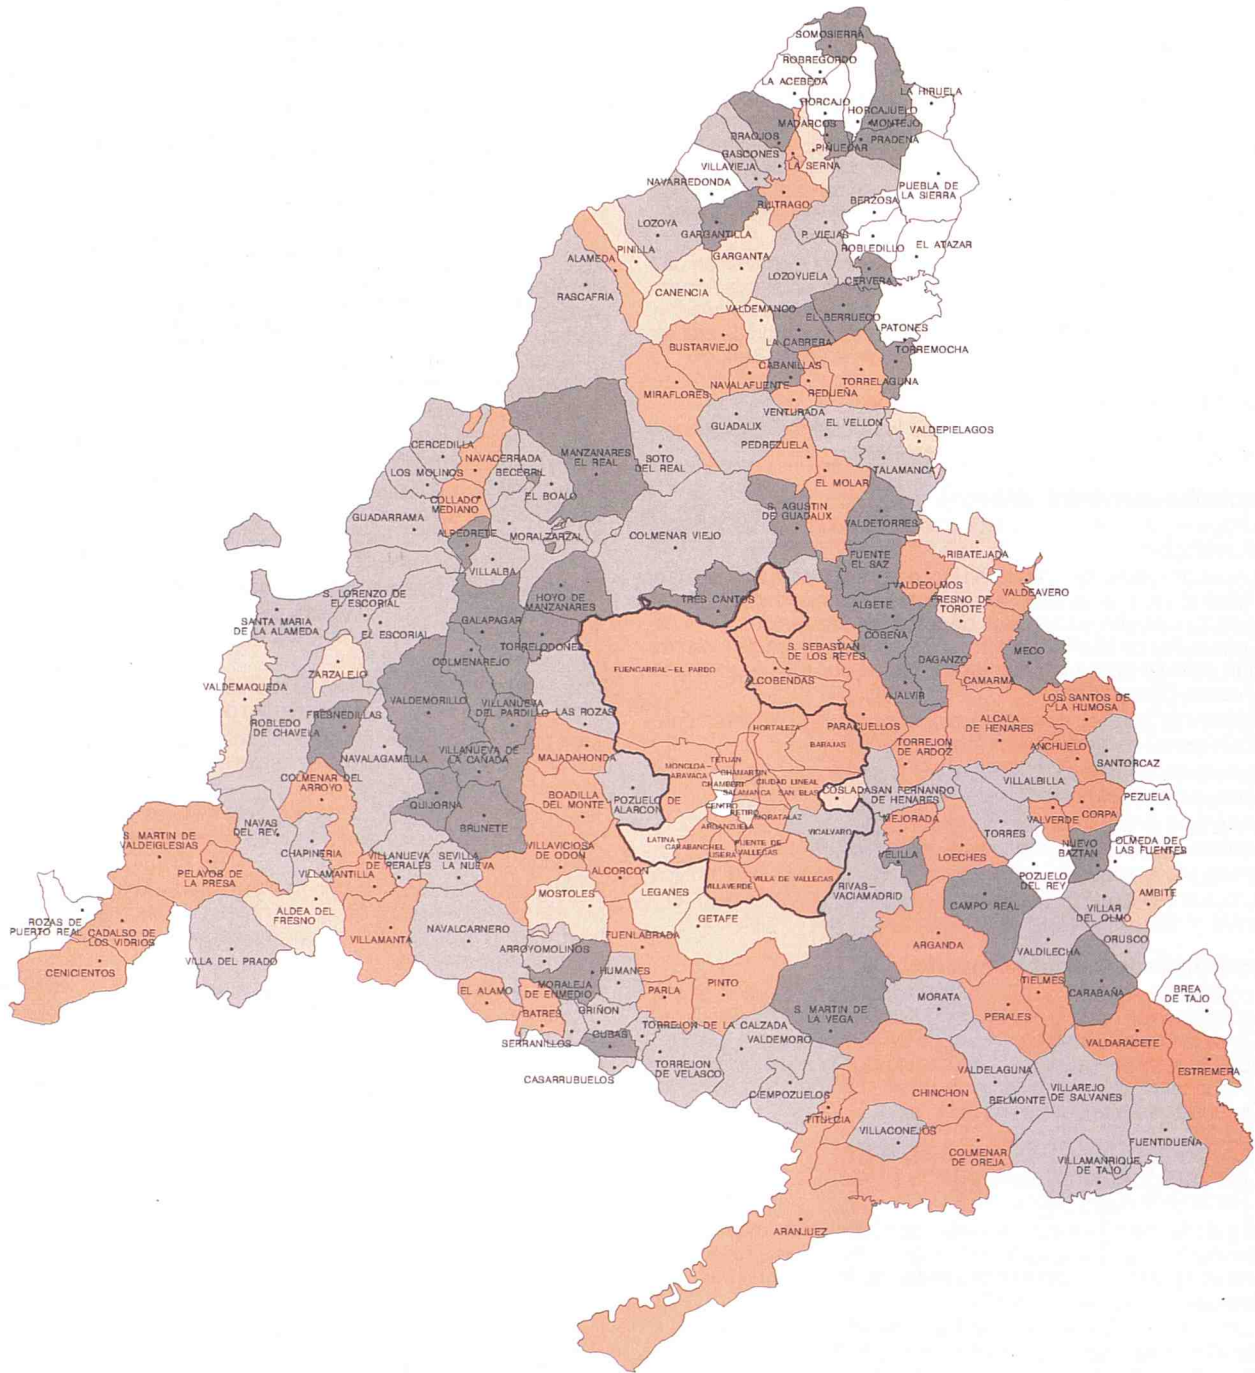 SOMOSIERRA
ROBREGORDO
LA ACEBEDA
HORCAJO
LA HIRUELA
HORCAJUELO
MADARCOS
MONTEJO
BRAOJOS
PIÑUECAR
PRADENA
GASCONES
LA SERNA
VILLAVIEJA
NAVARREDONDA
PUEBLA DE
LA SIERRA
BUITRAGO
BERZOSA
LOZOYA
GARGANTILLA
P. VIEJAS
PINILLA
ROBLEDILLO
EL ATAZAR
ALAMEDA
GARGANTA
LOZOYUELA
CERVERA
RASCAFRIA
CANENCIA
VALDEMANCO
EL BERRUECO
PATONES
BUSTARVIEJO
LA CABRERA
TORREMOCHA
CABANILLAS
MIRAFLORES
NAVALAFUENTE
REDUEÑA
TORRELAGUNA
VENTURADA
GUADALIX
EL VELLON
VALDEPIELAGOS
CERCEDILLA
PEDREZUELA
NAVACERRADA
MANZANARES
EL REAL
SOTO
DEL REAL
LOS MOLINOS
BECERRIL
TALAMANCA
COLLADO
MEDIANO
EL BOALO
EL MOLAR
GUADARRAMA
S. AGUSTIN
DE GUADALIX
VALDETORRES
ALPEDRETE
MORALZARZAL
COLMENAR VIEJO
VILLALBA
FUENTE
EL SAZ
RIBATEJADA
VALDEOLMOS
VALDEAVERO
S. LORENZO DE
EL ESCORIAL
HOYO DE
MANZANARES
TRES CANTOS
FRESNO DE
TOROTE
ALGETE
SANTA MARIA
DE LA ALAMEDA
GALAPAGAR
EL ESCORIAL
COBEÑA
TORRELODONES
S. SEBASTIAN
DE LOS REYES
COLMENAREJO
DAGANZO
MECO
ZARZALEJO
FUENCARRAL-EL PARDO
ALCOBENDAS
CAMARMA
VALDEMAQUEDA
VALDEMORILLO
VILLANUEVA
DEL PARDILLO
AJALVIR
LOS SANTOS DE
LA HUMOSA
FRESNEDILLAS
LAS ROZAS
ROBLEDO
DE CHAVELA
HORTALEZA
PARACUELLOS
ALCALA
DE HENARES
BARAJAS
TORREJON
DE ARDOZ
ANCHUELO
VILLANUEVA DE
LA CAÑADA
NAVALAGAMELLA
MAJADAHONDA
TETUAN
MONCLOA-
ARAVACA
CHAMARTIN
SANTORCAZ
COLMENAR DEL
ARROYO
CHAMBERI
CIUDAD LINEAL
VILLALBILLA
SALAMANCA
SAN BLAS
COSLADA
SAN FERNANDO
DE HENARES
PEZUELA
QUIJORNA
BOADILLA
DEL MONTE
POZUELO DE
ALARCON
CENTRO
RETIRO
MORATALAZ
MEJORADA
VALVERDE
CORPA
NAVAS
DEL REY
BRUNETE
ARGANZUELA
VICALVARO
TORRES
S. MARTIN DE
VALDEIGLESIAS
LATINA
CARABANCHEL
USERA
PUENTE DE
VALLECAS
NUEVO
BAZTAN
OLMEDA DE
LAS FUENTES
CHAPINERIA
VILLANUEVA
DE PERALES
SEVILLA
LA NUEVA
VILLAVICIOSA
DE ODON
VELILLA
LOECHES
PELAYOS DE
LA PRESA
VILLAMANTILLA
ALCORCON
VILLA DE VALLECAS
POZUELO
DEL REY
VILLAVERDE
LEGANES
MOSTOLES
RIVAS-
VACIAMADRID
AMBITE
CAMPO REAL
VILLAR
DEL OLMO
ROZAS DE
PUERTO REAL
ALDEA DEL
FRESNO
GETAFE
CADALSO DE
LOS VIDRIOS
VILLAMANTA
NAVALCARNERO
FUENLABRADA
ARGANDA
ORUSCO
ARROYOMOLINOS
VALDILECHA
VILLA DEL PRADO
CENICIENTOS
HUMANES
MORALEJA
DE ENMEDIO
TIELMES
EL ALAMO
PARLA
PINTO
CARABAÑA
BREA
DE TAJO
MORATA
BATRES
GRIÑON
S. MARTIN DE
LA VEGA
PERALES
TORREJON DE LA CALZADA
CUBAS
VALDEMORO
SERRANILLOS
VALDARACETE
TORREJON
DE VELASCO
VALDELAGUNA
ESTREMERA
CASARRUBUELOS
CIEMPOZUELOS
CHINCHON
VILLAREJO
DE SALVANES
BELMONTE
TITULCIA
VILLACONEJOS
FUENTIDUEÑA
COLMENAR
DE OREJA
VILLAMANRIQUE
DE TAJO
ARANJUEZ